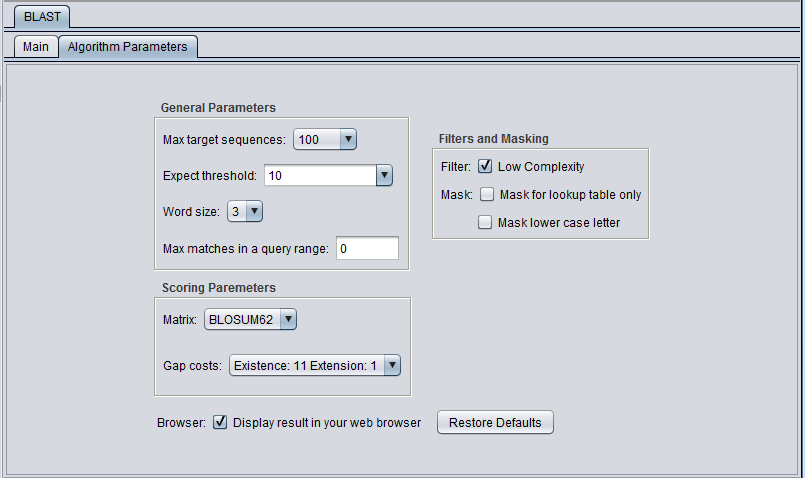 BLAST
Main
Algorithm Parameters
General Parameters
Max target sequences: 100
Expect threshold: 10
Word size: 3
Max matches in a query range: 0
Filters and Masking
Filter: Low Complexity
Mask: Mask for lookup table only
Mask lower case letter
Scoring Paremeters
Matrix: BLOSUM62
Gap costs: Existence: 11 Extension: 1
Browser: Display result in your web browser
Restore Defaults